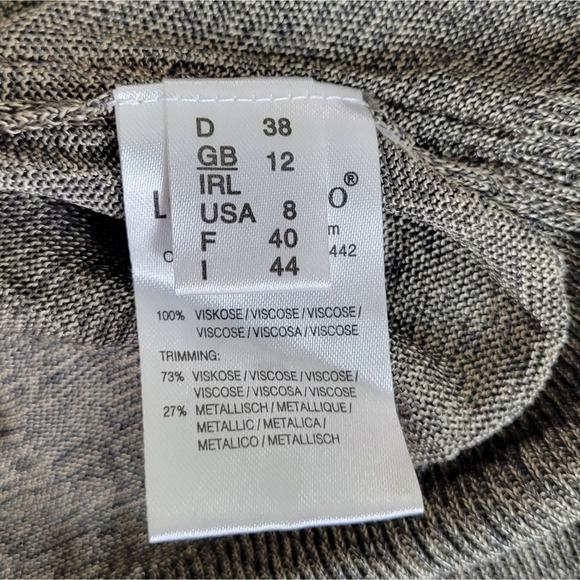 D 38
GB 12
IRL
USA 8
F 40
I 44
100% VISKOSE / VISCOSE / VISCOSE /
VISCOSE / VISCOSA / VISCOSE
TRIMMING:
73% VISKOSE / VISCOSE / VISCOSE /
VISCOSE / VISCOSA / VISCOSE
27% METALLISCH / METALLIQUE /
METALLIC / METALICA /
METALICO / METALLISCH